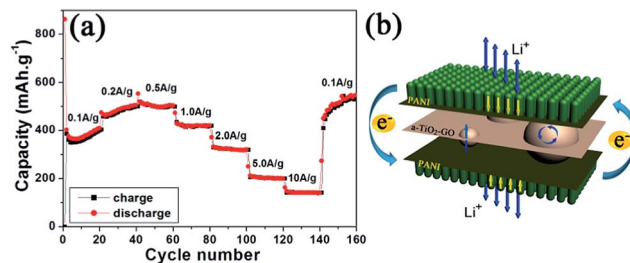 (a)
Capacity (mAh.g⁻¹)
900
800
600
400
200
0
0.1A/g
0.2A/g
0.5A/g
1.0A/g
2.0A/g
5.0A/g
10A/g
0.1A/g
charge
discharge
0 20 40 60 80 100 120 140 160
Cycle number
(b)
Li⁺
PANI
e⁻
a-TiO₂-GO
e⁻
PANI
Li⁺